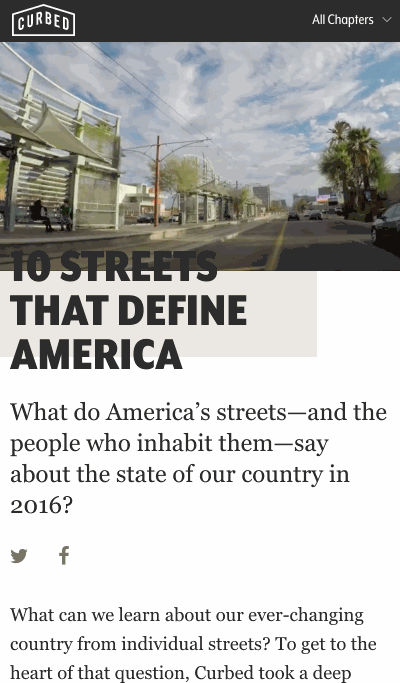 CURBED
All Chapters
10 STREETS
THAT DEFINE
AMERICA
What do America’s streets—and the
people who inhabit them—say
about the state of our country in
2016?
What can we learn about our ever-changing
country from individual streets? To get to the
heart of that question, Curbed took a deep